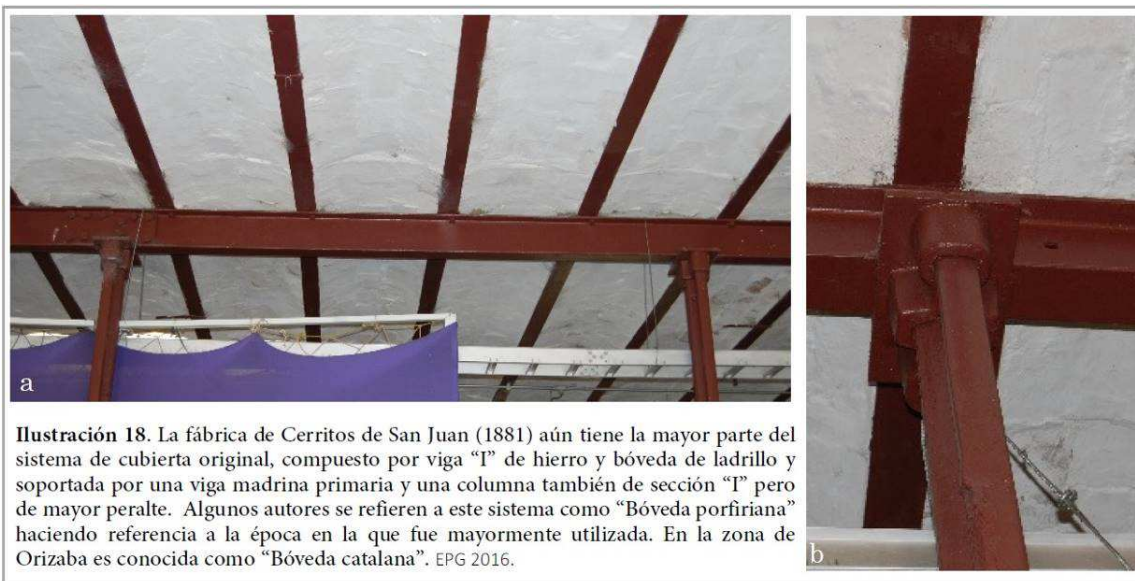 a
b
Ilustración 18. La fábrica de Cerritos de San Juan (1881) aún tiene la mayor parte del
sistema de cubierta original, compuesto por viga “I” de hierro y bóveda de ladrillo y
soportada por una viga madrina primaria y una columna también de sección “I” pero
de mayor peralte. Algunos autores se refieren a este sistema como “Bóveda porfiriana”
haciendo referencia a la época en la que fue mayormente utilizada. En la zona de
Orizaba es conocida como “Bóveda catalana”. EPG 2016.